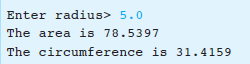 Enter radius> 5.0
The area is 78.5397
The circumference is 31.4159